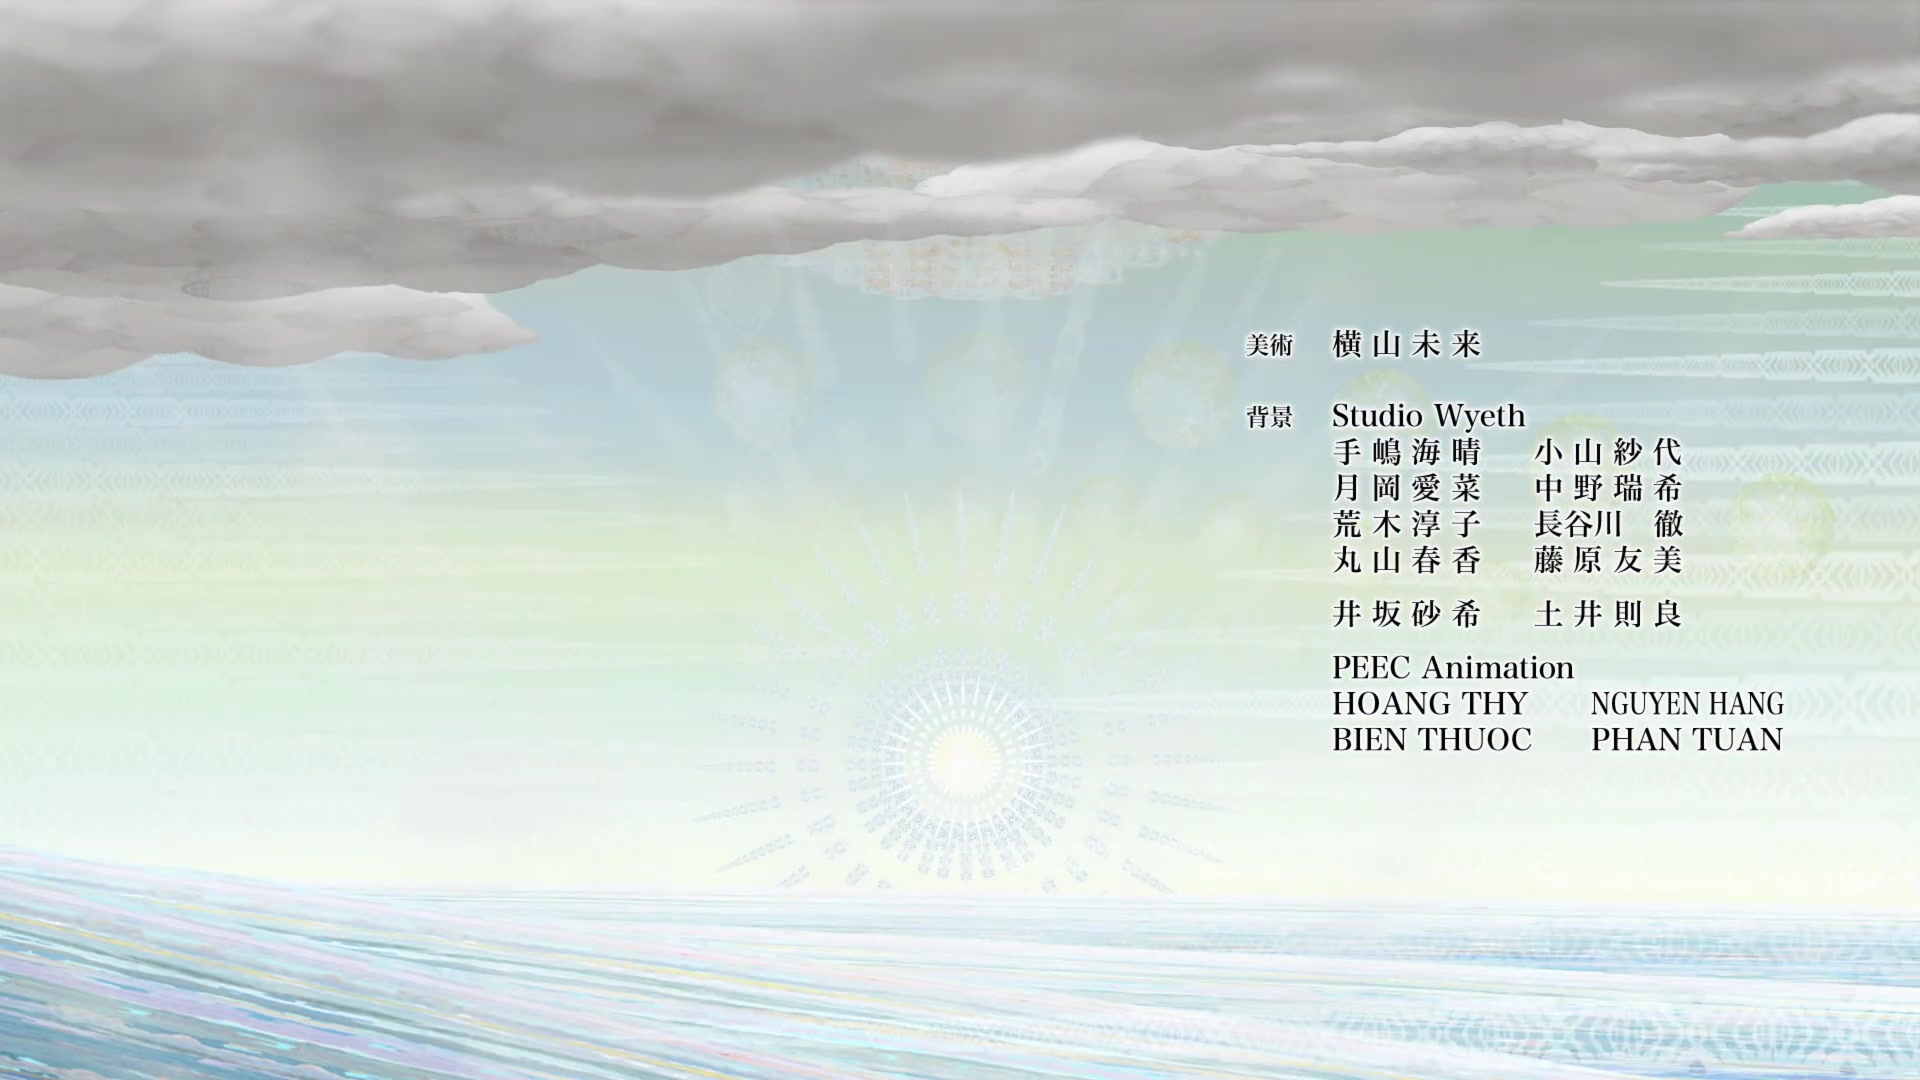 美術 横山未来
背景 Studio Wyeth
手嶋海晴 小山紗代
月岡愛菜 中野瑞希
荒木淳子 長谷川 徹
丸山春香 藤原友美
井坂砂希 土井則良
PEEC Animation
HOANG THY NGUYEN HANG
BIEN THUOC PHAN TUAN